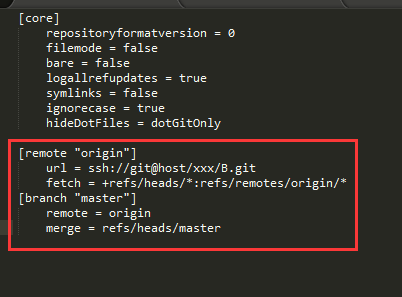 [core]
repositoryformatversion = 0
filemode = false
bare = false
logallrefupdates = true
symlinks = false
ignorecase = true
hideDotFiles = dotGitOnly
[remote "origin"]
url = ssh://git@host/xxx/B.git
fetch = +refs/heads/*:refs/remotes/origin/*
[branch "master"]
remote = origin
merge = refs/heads/master